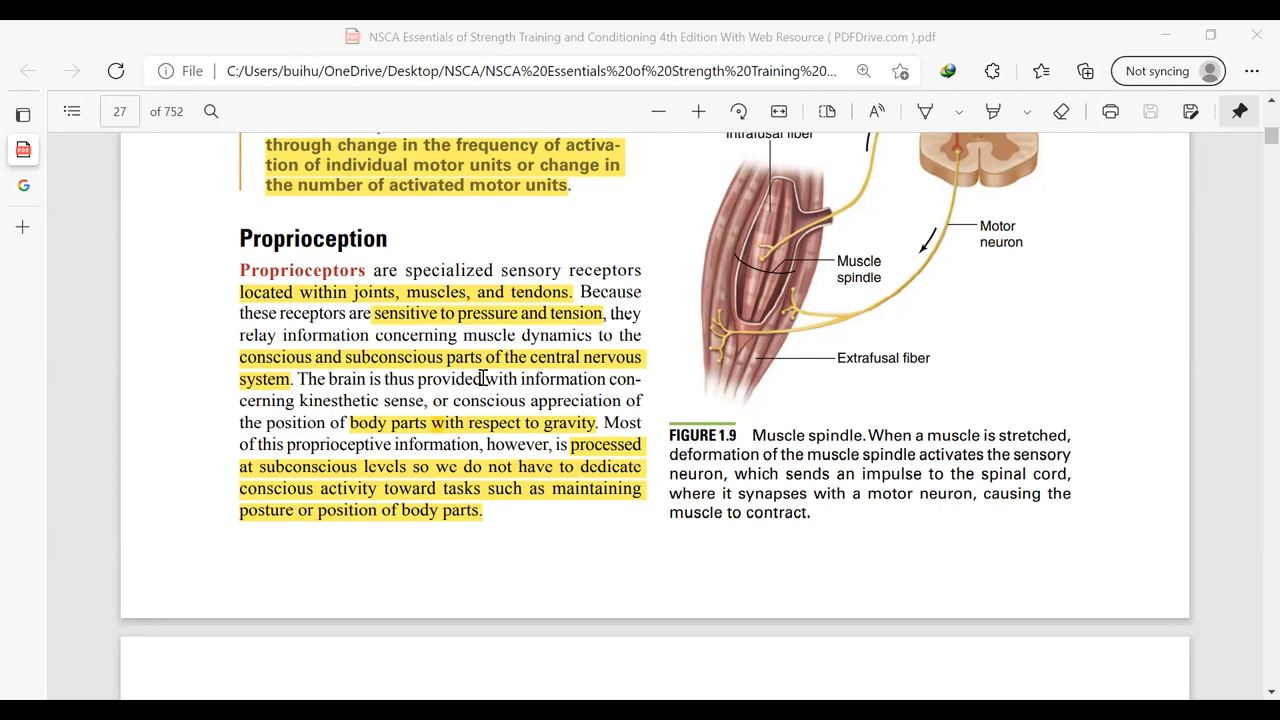 NSCA Essentials of Strength Training and Conditioning 4th Edition With Web Resource ( PDFDrive.com ).pdf
File
C:/Users/buihu/OneDrive/Desktop/NSCA/NSCA%20Essentials%20of%20Strength%20Training%20...
Not syncing
27
of 752
through change in the frequency of activa-
tion of individual motor units or change in
the number of activated motor units.
Proprioception
Proprioceptors are specialized sensory receptors
located within joints, muscles, and tendons. Because
these receptors are sensitive to pressure and tension, they
relay information concerning muscle dynamics to the
conscious and subconscious parts of the central nervous
system. The brain is thus provided with information con-
cerning kinesthetic sense, or conscious appreciation of
the position of body parts with respect to gravity. Most
of this proprioceptive information, however, is processed
at subconscious levels so we do not have to dedicate
conscious activity toward tasks such as maintaining
posture or position of body parts.
Intrafusal fiber
Motor
neuron
Muscle
spindle
Extrafusal fiber
FIGURE 1.9 Muscle spindle. When a muscle is stretched,
deformation of the muscle spindle activates the sensory
neuron, which sends an impulse to the spinal cord,
where it synapses with a motor neuron, causing the
muscle to contract.